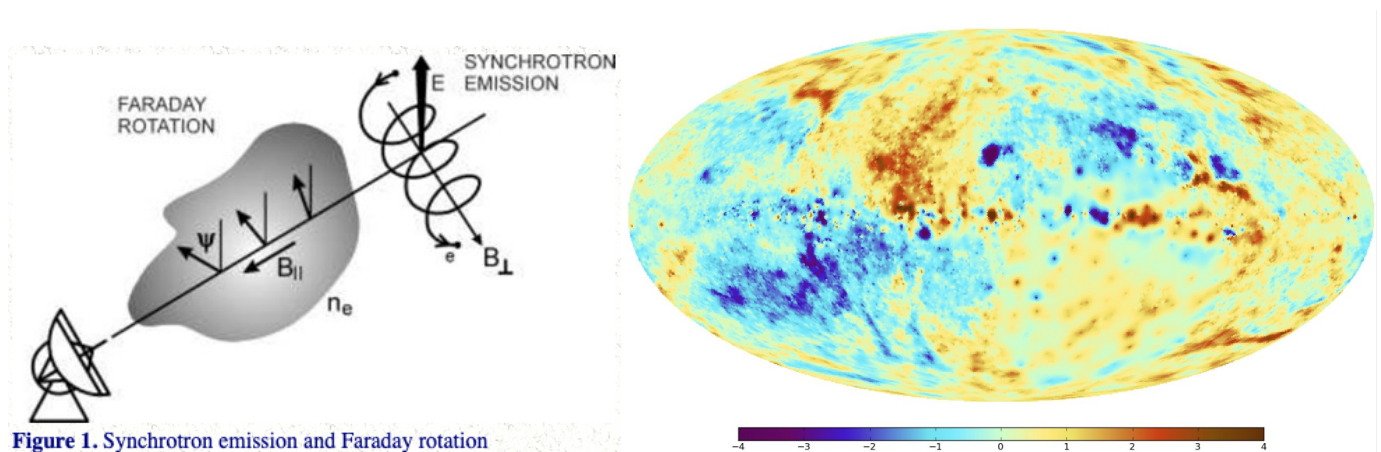 SYNCHROTRON
EMISSION
E
FARADAY
ROTATION
ψ
B||
e
B⊥
ne
Figure 1. Synchrotron emission and Faraday rotation
−4 −3 −2 −1 0 1 2 3 4